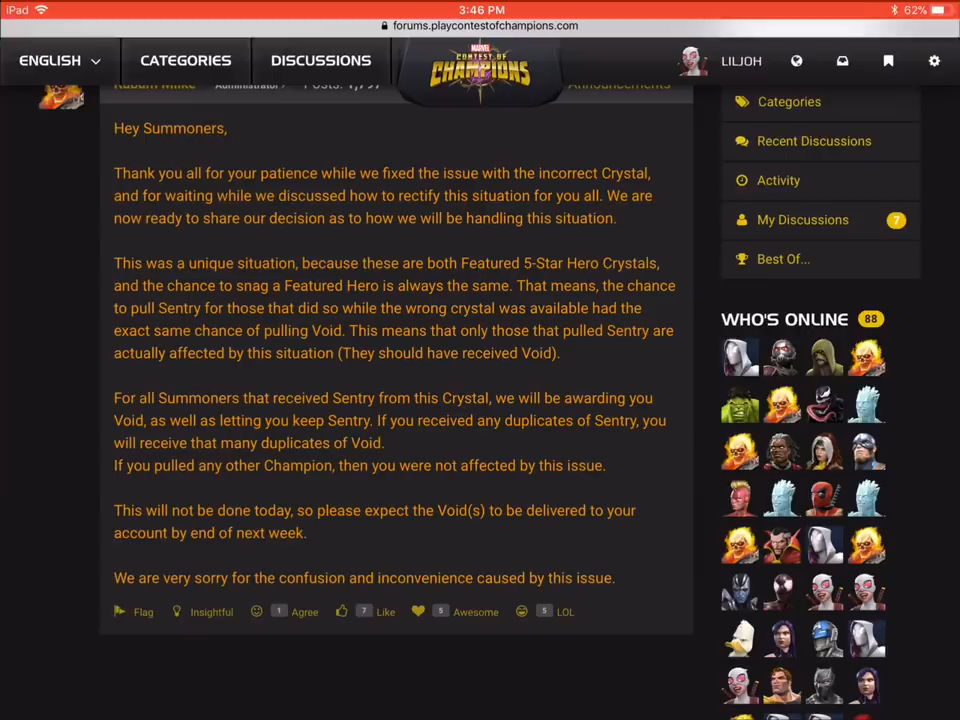 iPad 3:46 PM 62%
forums.playcontestofchampions.com
ENGLISH CATEGORIES DISCUSSIONS MARVEL CONTEST OF CHAMPIONS LILJOH
Administrator
Announcements
Hey Summoners,
Thank you all for your patience while we fixed the issue with the incorrect Crystal,
and for waiting while we discussed how to rectify this situation for you all. We are
now ready to share our decision as to how we will be handling this situation.
This was a unique situation, because these are both Featured 5-Star Hero Crystals,
and the chance to snag a Featured Hero is always the same. That means, the chance
to pull Sentry for those that did so while the wrong crystal was available had the
exact same chance of pulling Void. This means that only those that pulled Sentry are
actually affected by this situation (They should have received Void).
For all Summoners that received Sentry from this Crystal, we will be awarding you
Void, as well as letting you keep Sentry. If you received any duplicates of Sentry, you
will receive that many duplicates of Void.
If you pulled any other Champion, then you were not affected by this issue.
This will not be done today, so please expect the Void(s) to be delivered to your
account by end of next week.
We are very sorry for the confusion and inconvenience caused by this issue.
Flag Insightful 1 Agree 7 Like 5 Awesome 5 LOL
Categories
Recent Discussions
Activity
My Discussions 7
Best Of...
WHO'S ONLINE 88